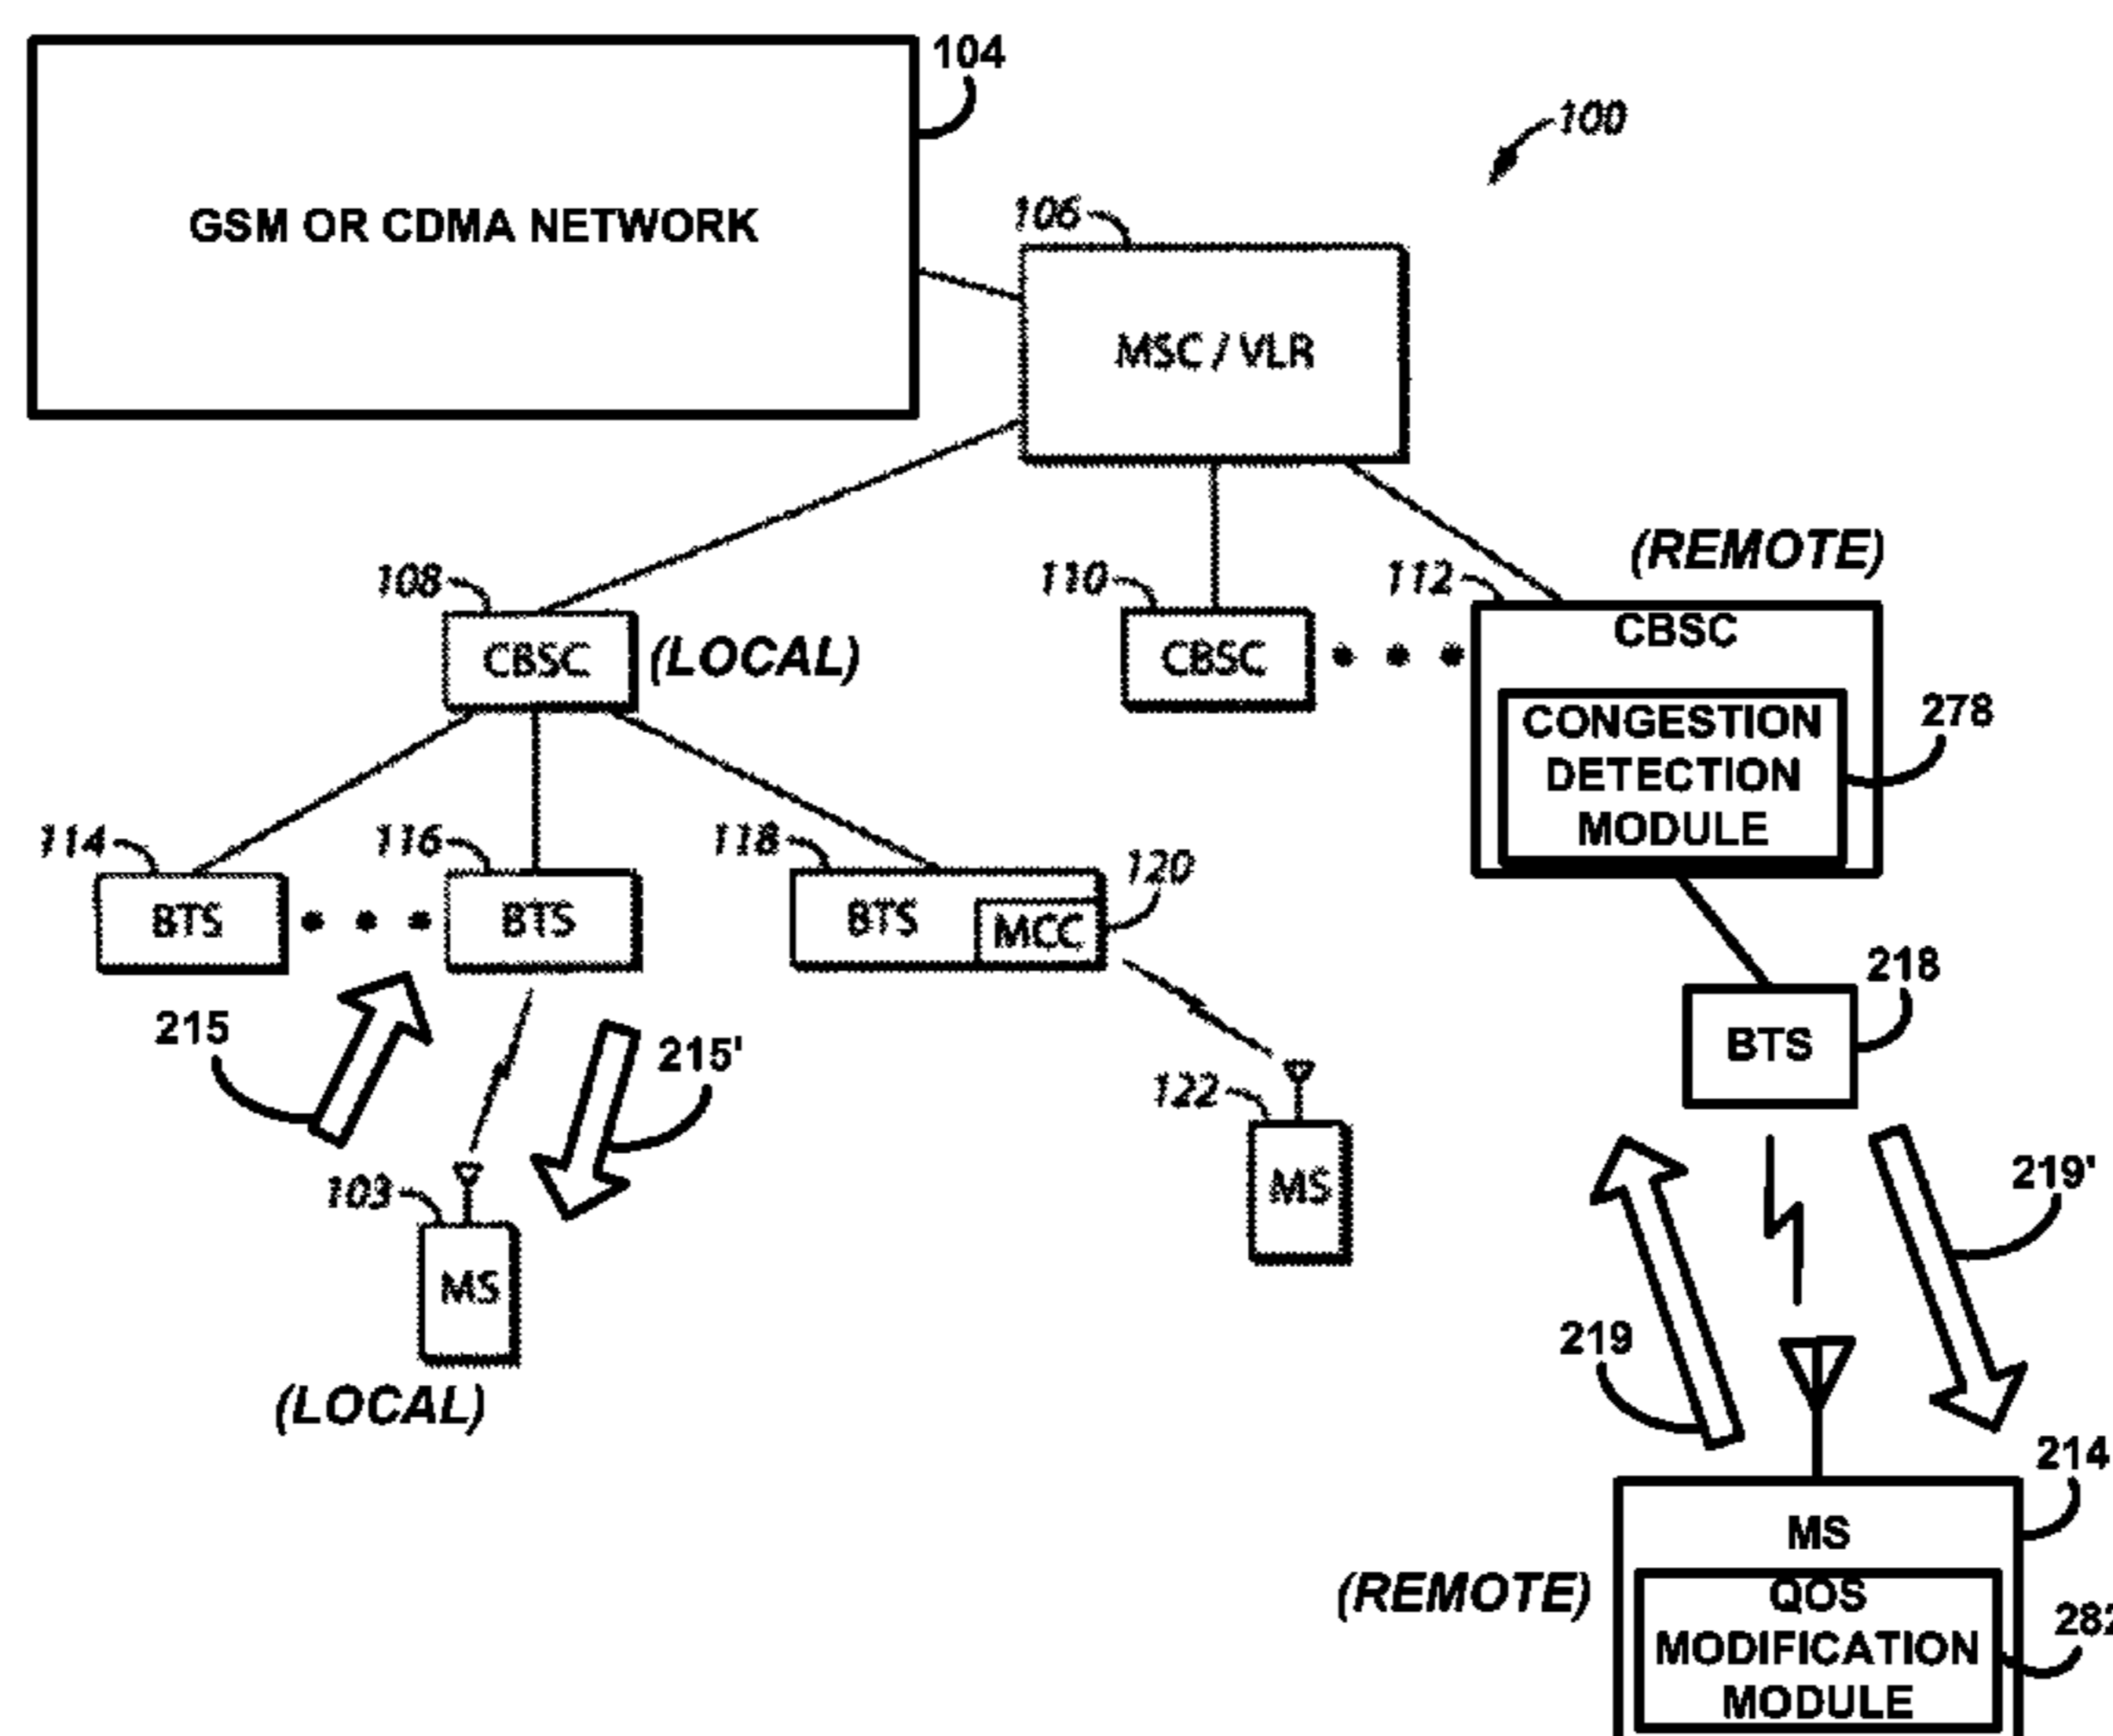 104
GSM OR CDMA NETWORK
100
106
MSC / VLR
(REMOTE)
108
110
112
CBSC
(LOCAL)
CBSC
CBSC
CONGESTION
DETECTION
MODULE
278
114
116
118
120
BTS
BTS
BTS
MCC
218
BTS
215
215'
122
MS
103
MS
(LOCAL)
219'
219
214
MS
(REMOTE)
QOS
MODIFICATION
MODULE
282